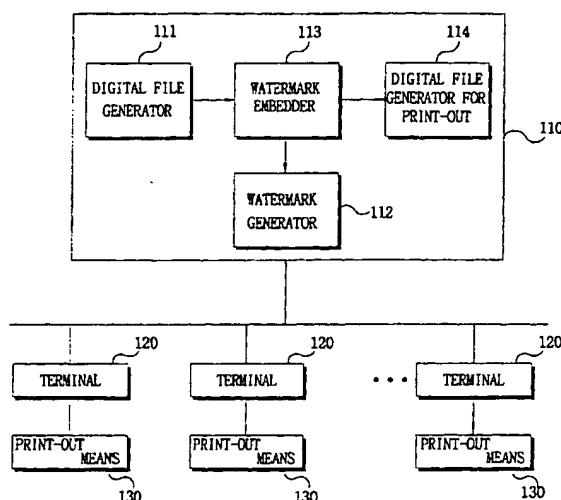 111
113
114
DIGITAL FILE
GENERATOR
WATERMARK
EMBEDDER
DIGITAL FILE
GENERATOR FOR
PRINT-OUT
110
WATERMARK
GENERATOR
112
120
120
120
TERMINAL
TERMINAL
• • •
TERMINAL
PRINT-OUT
MEANS
PRINT-OUT
MEANS
PRINT-OUT
MEANS
130
130
130